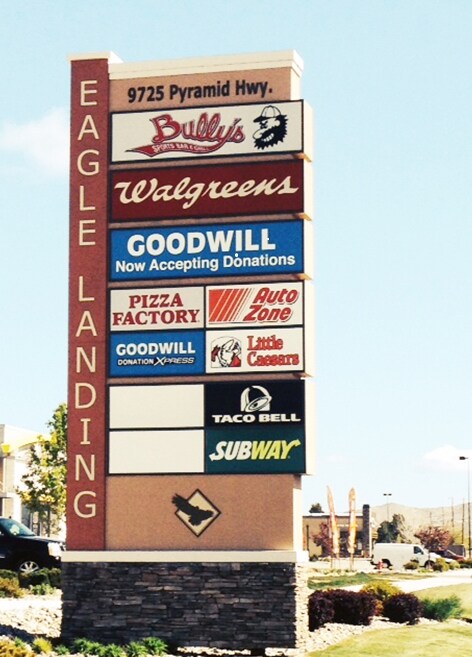 EAGLE LANDING
9725 Pyramid Hwy.
Bully's
SPORTS BAR & GRILL
Walgreens
GOODWILL
Now Accepting Donations
PIZZA
FACTORY
Auto
Zone
GOODWILL
DONATION XPRESS
Little
Caesars
TACO BELL
SUBWAY